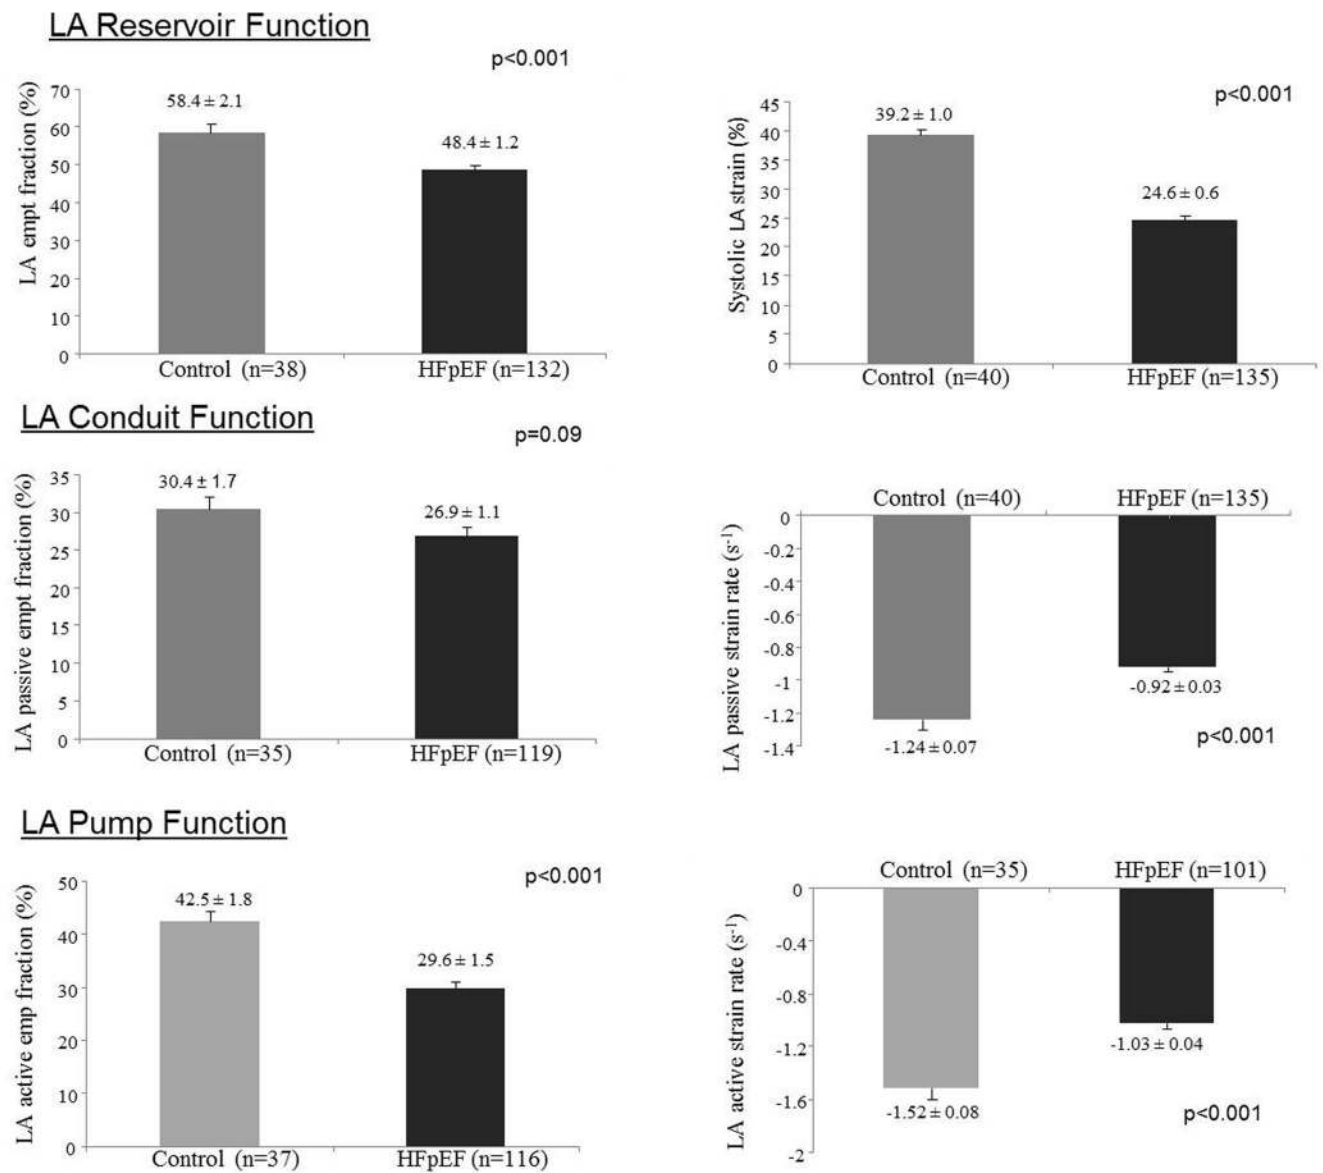 LA Reservoir Function
p<0.001
LA empt fraction (%)
70
60
50
40
30
20
10
0
58.4 ± 2.1
48.4 ± 1.2
Control (n=38)
HFpEF (n=132)
p<0.001
Systolic LA strain (%)
45
40
35
30
25
20
15
10
5
0
39.2 ± 1.0
24.6 ± 0.6
Control (n=40)
HFpEF (n=135)
LA Conduit Function
p=0.09
LA passive empt fraction (%)
35
30
25
20
15
10
5
0
30.4 ± 1.7
26.9 ± 1.1
Control (n=35)
HFpEF (n=119)
Control (n=40)
HFpEF (n=135)
LA passive strain rate (s⁻¹)
0
-0.2
-0.4
-0.6
-0.8
-1
-1.2
-1.4
-1.24 ± 0.07
-0.92 ± 0.03
p<0.001
LA Pump Function
p<0.001
LA active emp fraction (%)
50
40
30
20
10
0
42.5 ± 1.8
29.6 ± 1.5
Control (n=37)
HFpEF (n=116)
Control (n=35)
HFpEF (n=101)
LA active strain rate (s⁻¹)
0
-0.4
-0.8
-1.2
-1.6
-2
-1.52 ± 0.08
-1.03 ± 0.04
p<0.001